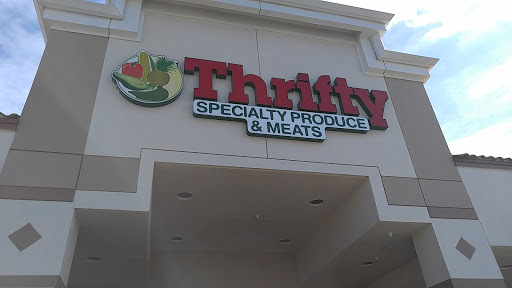 Thrifty
SPECIALTY PRODUCE
& MEATS